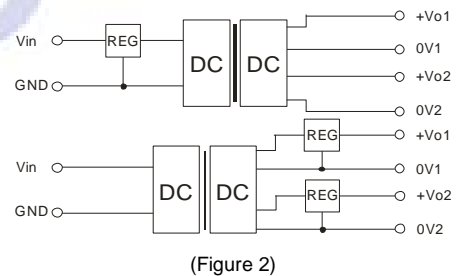 +Vo1
Vin REG
0V1
DC DC
+Vo2
GND
0V2
REG +Vo1
Vin
0V1
DC DC
REG +Vo2
GND
0V2
(Figure 2)